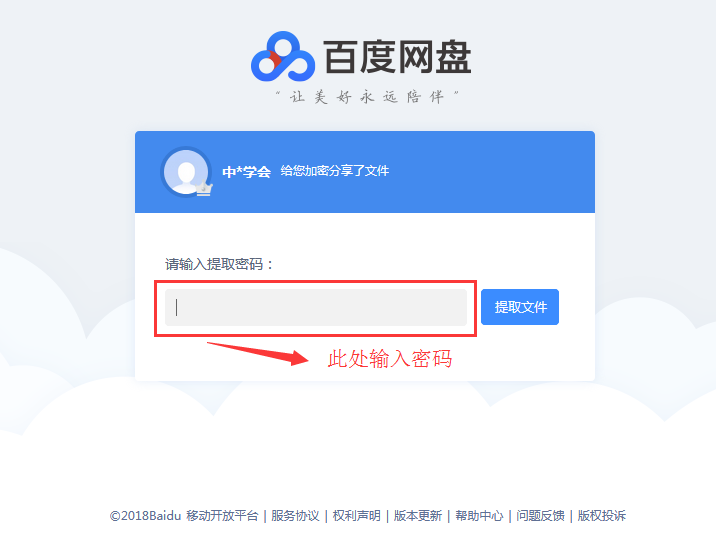 百度网盘
“让美好永远陪伴”
中*学会 给您加密分享了文件
请输入提取密码：
提取文件
此处输入密码
©2018Baidu 移动开放平台 | 服务协议 | 权利声明 | 版本更新 | 帮助中心 | 问题反馈 | 版权投诉